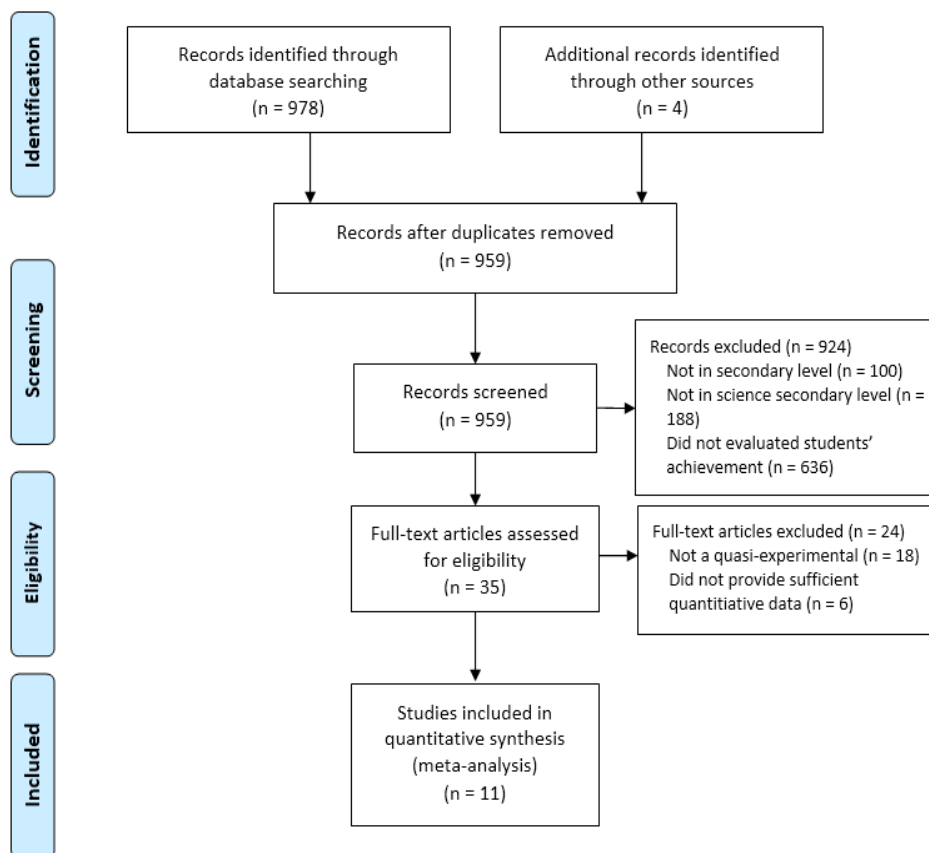 Identification
Records identified through
database searching
(n = 978)
Additional records identified
through other sources
(n = 4)
Records after duplicates removed
(n = 959)
Screening
Records screened
(n = 959)
Records excluded (n = 924)
Not in secondary level (n = 100)
Not in science secondary level (n =
188)
Did not evaluated students’
achievement (n = 636)
Eligibility
Full-text articles assessed
for eligibility
(n = 35)
Full-text articles excluded (n = 24)
Not a quasi-experimental (n = 18)
Did not provide sufficient
quantitiative data (n = 6)
Included
Studies included in
quantitative synthesis
(meta-analysis)
(n = 11)